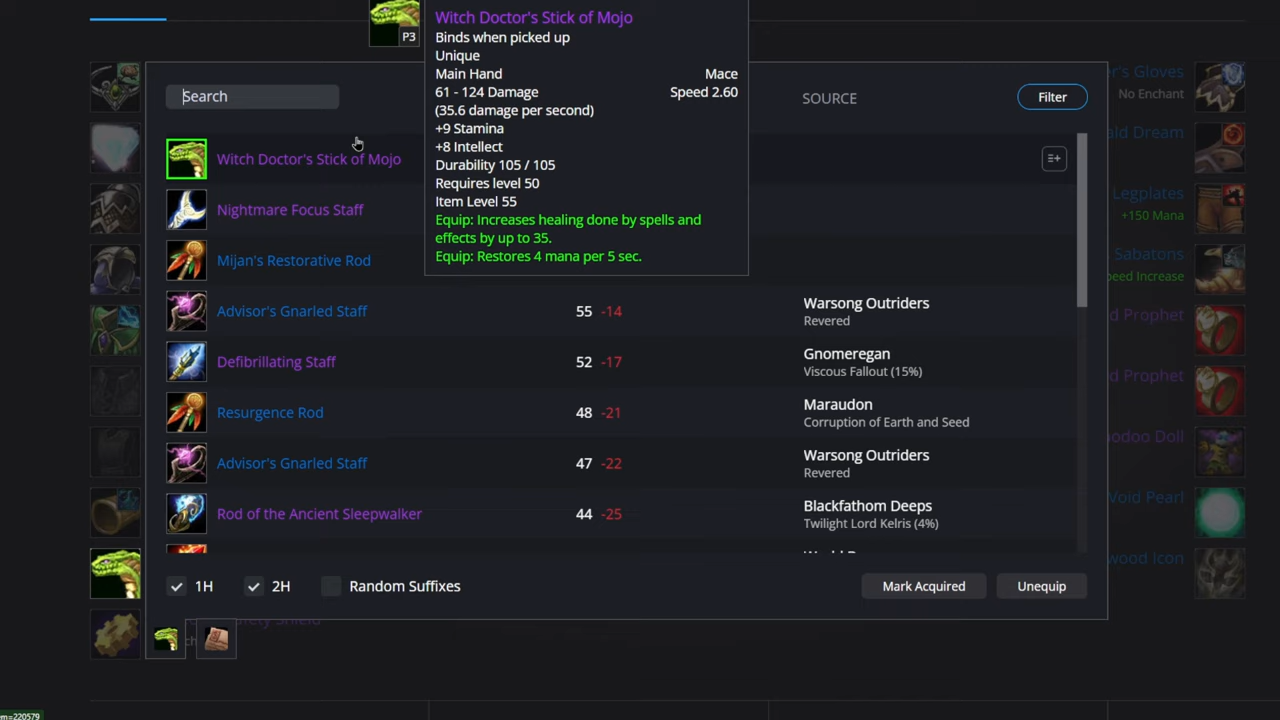 P3
Witch Doctor's Stick of Mojo
Binds when picked up
Unique
Main Hand Mace
61 - 124 Damage Speed 2.60
(35.6 damage per second)
+9 Stamina
+8 Intellect
Durability 105 / 105
Requires level 50
Item Level 55
Equip: Increases healing done by spells and
effects by up to 35.
Equip: Restores 4 mana per 5 sec.
Search
SOURCE
Filter
Witch Doctor's Stick of Mojo
Nightmare Focus Staff
Mijan's Restorative Rod
Advisor's Gnarled Staff 55 -14 Warsong Outriders
Revered
Defibrillating Staff 52 -17 Gnomeregan
Viscous Fallout (15%)
Resurgence Rod 48 -21 Maraudon
Corruption of Earth and Seed
Advisor's Gnarled Staff 47 -22 Warsong Outriders
Revered
Rod of the Ancient Sleepwalker 44 -25 Blackfathom Deeps
Twilight Lord Kelris (4%)
1H 2H Random Suffixes
Mark Acquired
Unequip
Gloves
No Enchant
Dream
Legplates
+150 Mana
Sabatons
Increase
Prophet
Prophet
Doll
Void Pearl
Icon
Shield
=220579